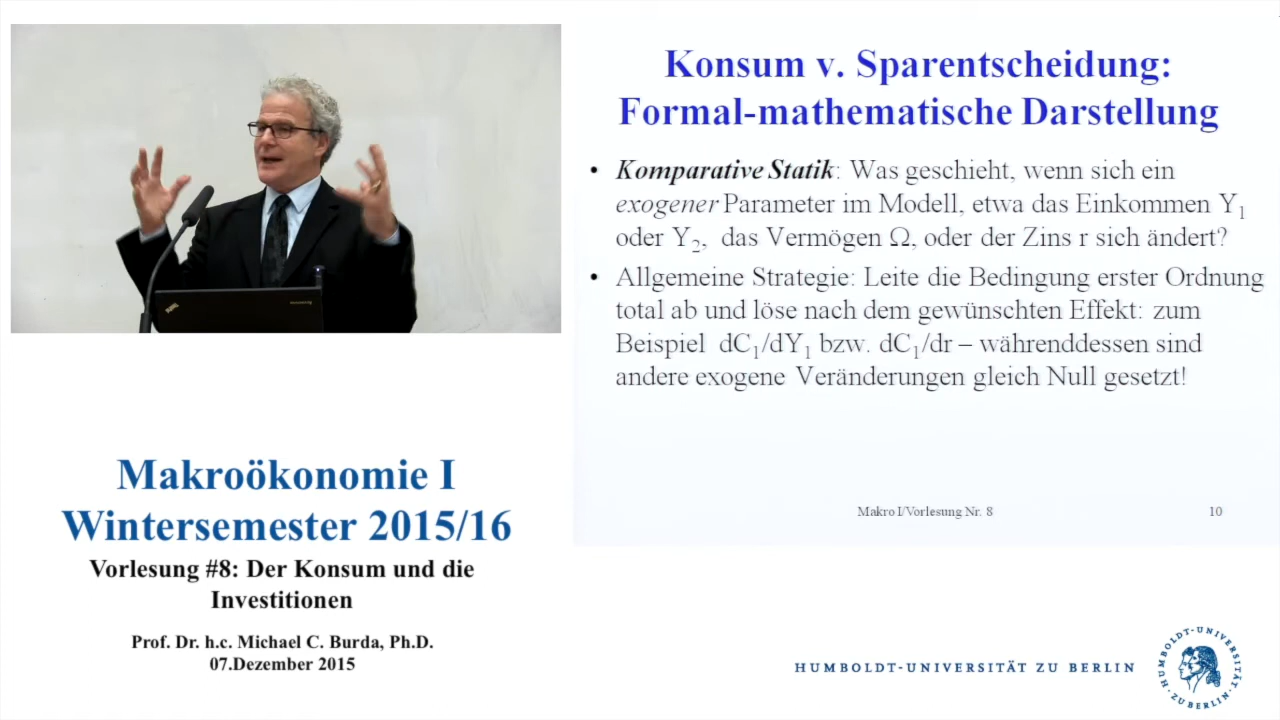 Konsum v. Sparentscheidung:
Formal-mathematische Darstellung
• Komparative Statik: Was geschieht, wenn sich ein
exogener Parameter im Modell, etwa das Einkommen Y₁
oder Y₂, das Vermögen Ω, oder der Zins r sich ändert?
• Allgemeine Strategie: Leite die Bedingung erster Ordnung
total ab und löse nach dem gewünschten Effekt: zum
Beispiel dC₁/dY₁ bzw. dC₁/dr – währenddessen sind
andere exogene Veränderungen gleich Null gesetzt!
Makro I/Vorlesung Nr. 8
10
Makroökonomie I
Wintersemester 2015/16
Vorlesung #8: Der Konsum und die
Investitionen
Prof. Dr. h.c. Michael C. Burda, Ph.D.
07.Dezember 2015
HUMBOLDT-UNIVERSITÄT ZU BERLIN
HUMBOLDT-UNIVERSITÄT
ZU BERLIN